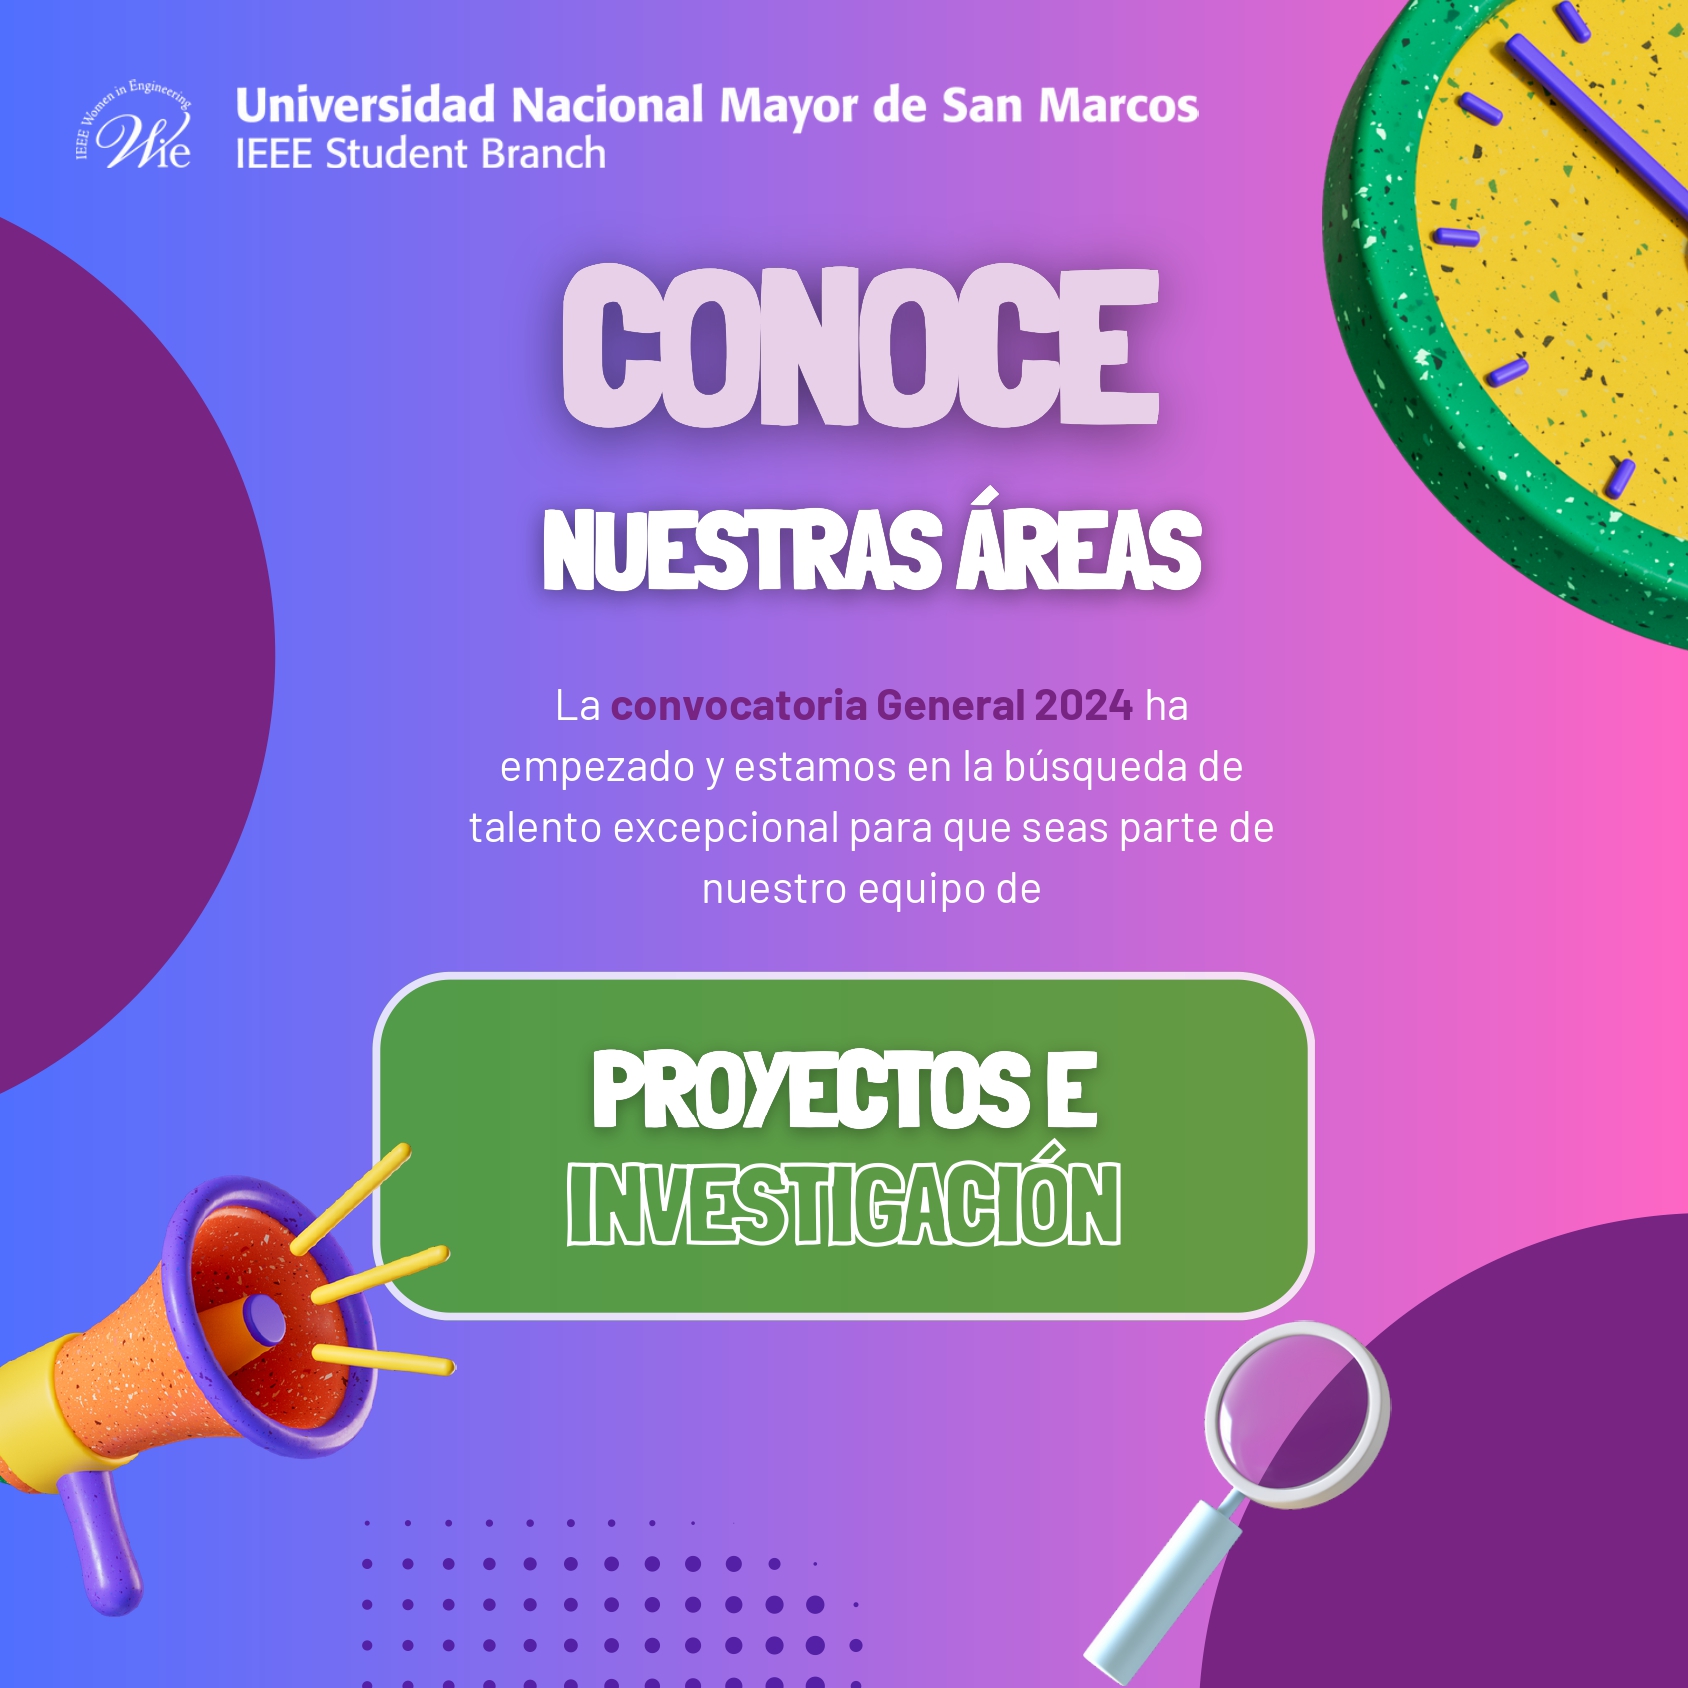 IEEE Women in Engineering
Wie
Universidad Nacional Mayor de San Marcos
IEEE Student Branch
CONOCE
NUESTRAS ÁREAS
La convocatoria General 2024 ha
empezado y estamos en la búsqueda de
talento excepcional para que seas parte de
nuestro equipo de
PROYECTOS E
INVESTIGACIÓN